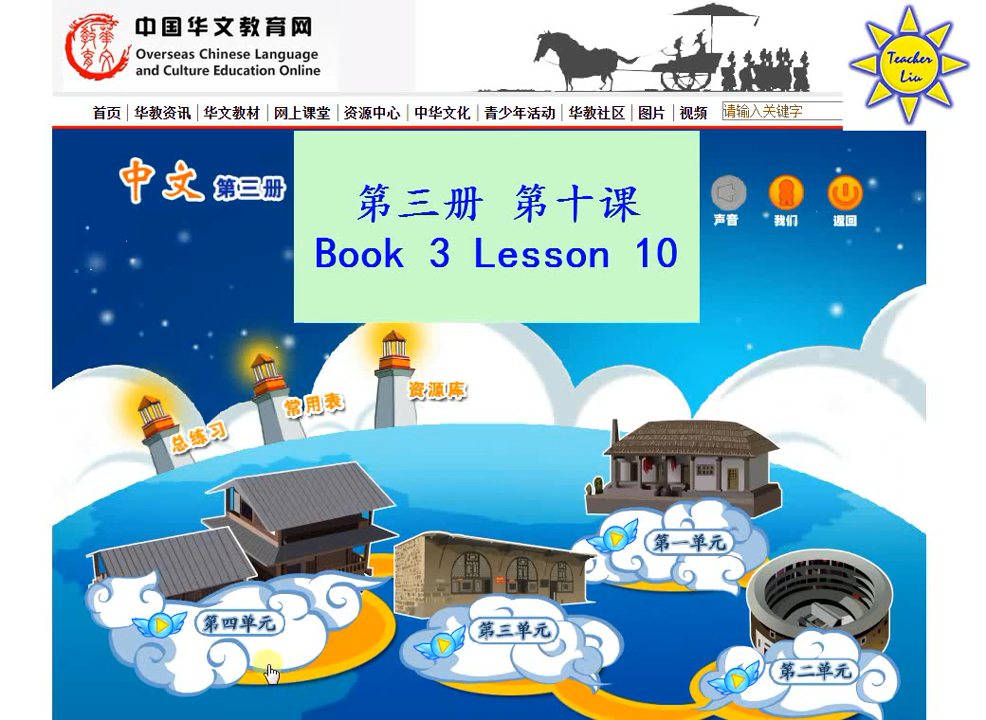 中国华文教育网
Overseas Chinese Language
and Culture Education Online
Teacher
Liu
首页 华教资讯 华文教材 网上课堂 资源中心 中华文化 青少年活动 华教社区 图片 视频 请输入关键字
中文 第三册
第三册 第十课
Book 3 Lesson 10
声音 我们 返回
资源库
常用表
总练习
第一单元
第四单元
第三单元
第二单元